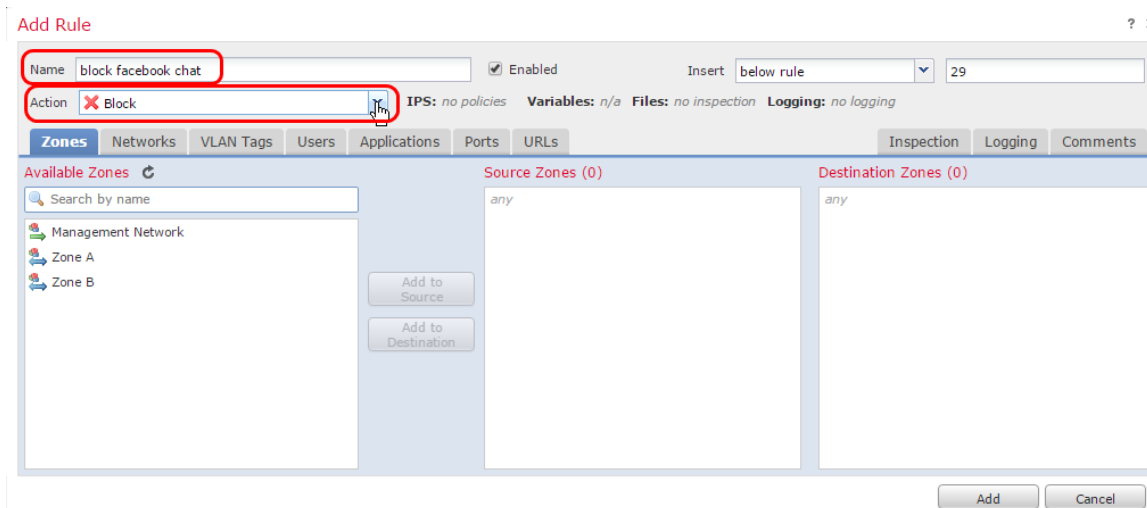 Add Rule ?
Name block facebook chat Enabled Insert below rule 29
Action Block IPS: no policies Variables: n/a Files: no inspection Logging: no logging
Zones Networks VLAN Tags Users Applications Ports URLs Inspection Logging Comments
Available Zones Source Zones (0) Destination Zones (0)
Search by name any any
Management Network
Zone A
Zone B
Add to
Source
Add to
Destination
Add Cancel